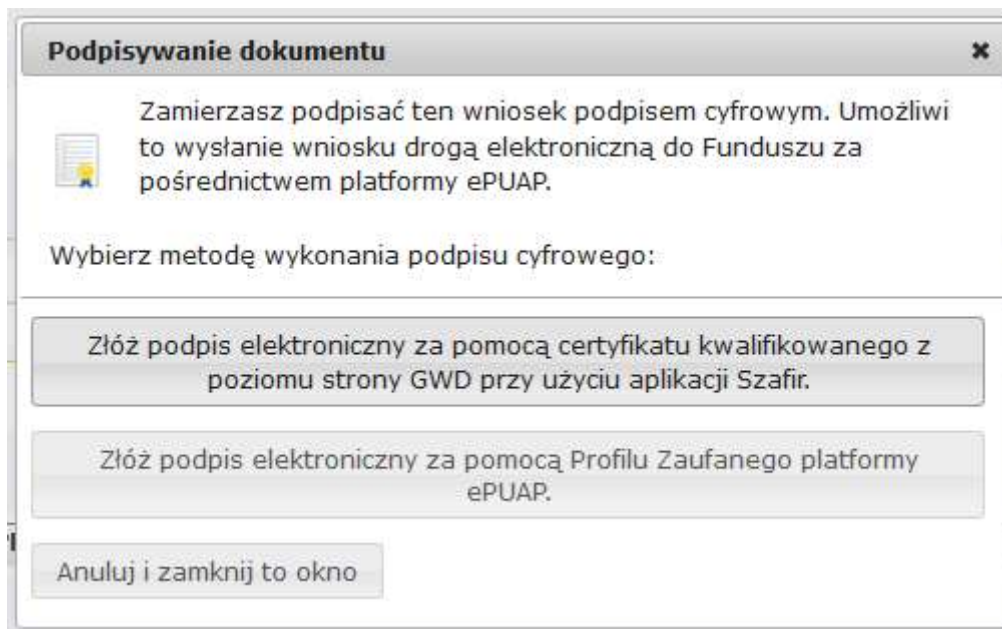 Podpisywanie dokumentu
Zamierzasz podpisać ten wniosek podpisem cyfrowym. Umożliwi
to wysłanie wniosku drogą elektroniczną do Funduszu za
pośrednictwem platformy ePUAP.
Wybierz metodę wykonania podpisu cyfrowego:
Złóż podpis elektroniczny za pomocą certyfikatu kwalifikowanego z
poziomu strony GWD przy użyciu aplikacji Szafir.
Złóż podpis elektroniczny za pomocą Profilu Zaufanego platformy
ePUAP.
Anuluj i zamknij to okno